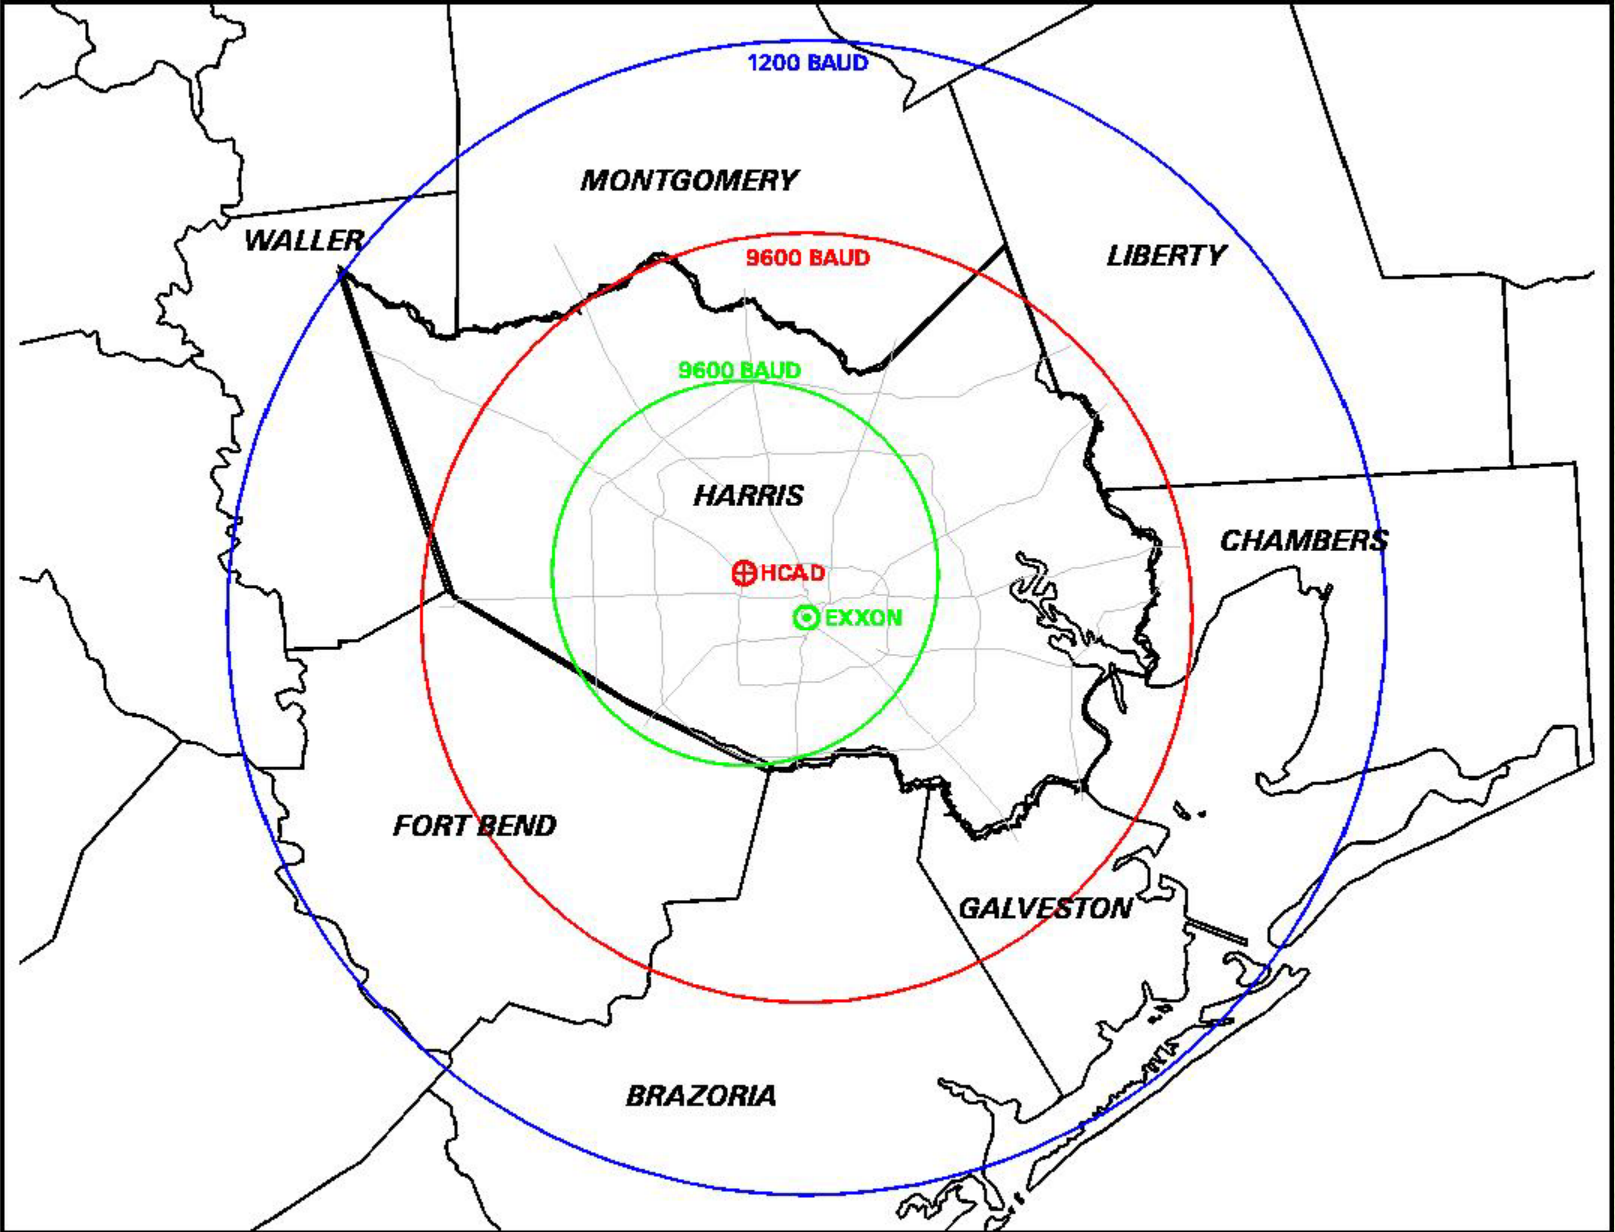 1200 BAUD
MONTGOMERY
WALLER
9600 BAUD
LIBERTY
9600 BAUD
HARRIS
CHAMBERS
HCAD
EXXON
FORT BEND
GALVESTON
BRAZORIA